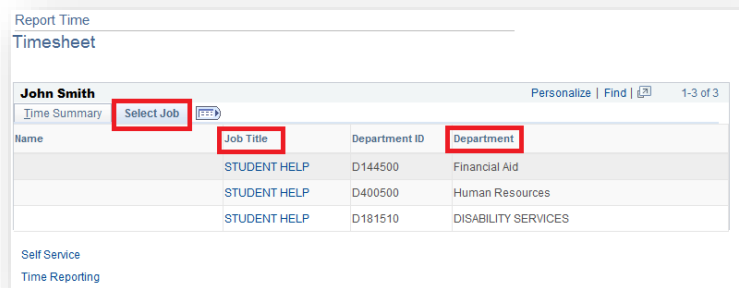 Report Time
Timesheet
John Smith Personalize | Find | 1-3 of 3
Time Summary Select Job
Name Job Title Department ID Department
STUDENT HELP D144500 Financial Aid
STUDENT HELP D400500 Human Resources
STUDENT HELP D181510 DISABILITY SERVICES
Self Service
Time Reporting